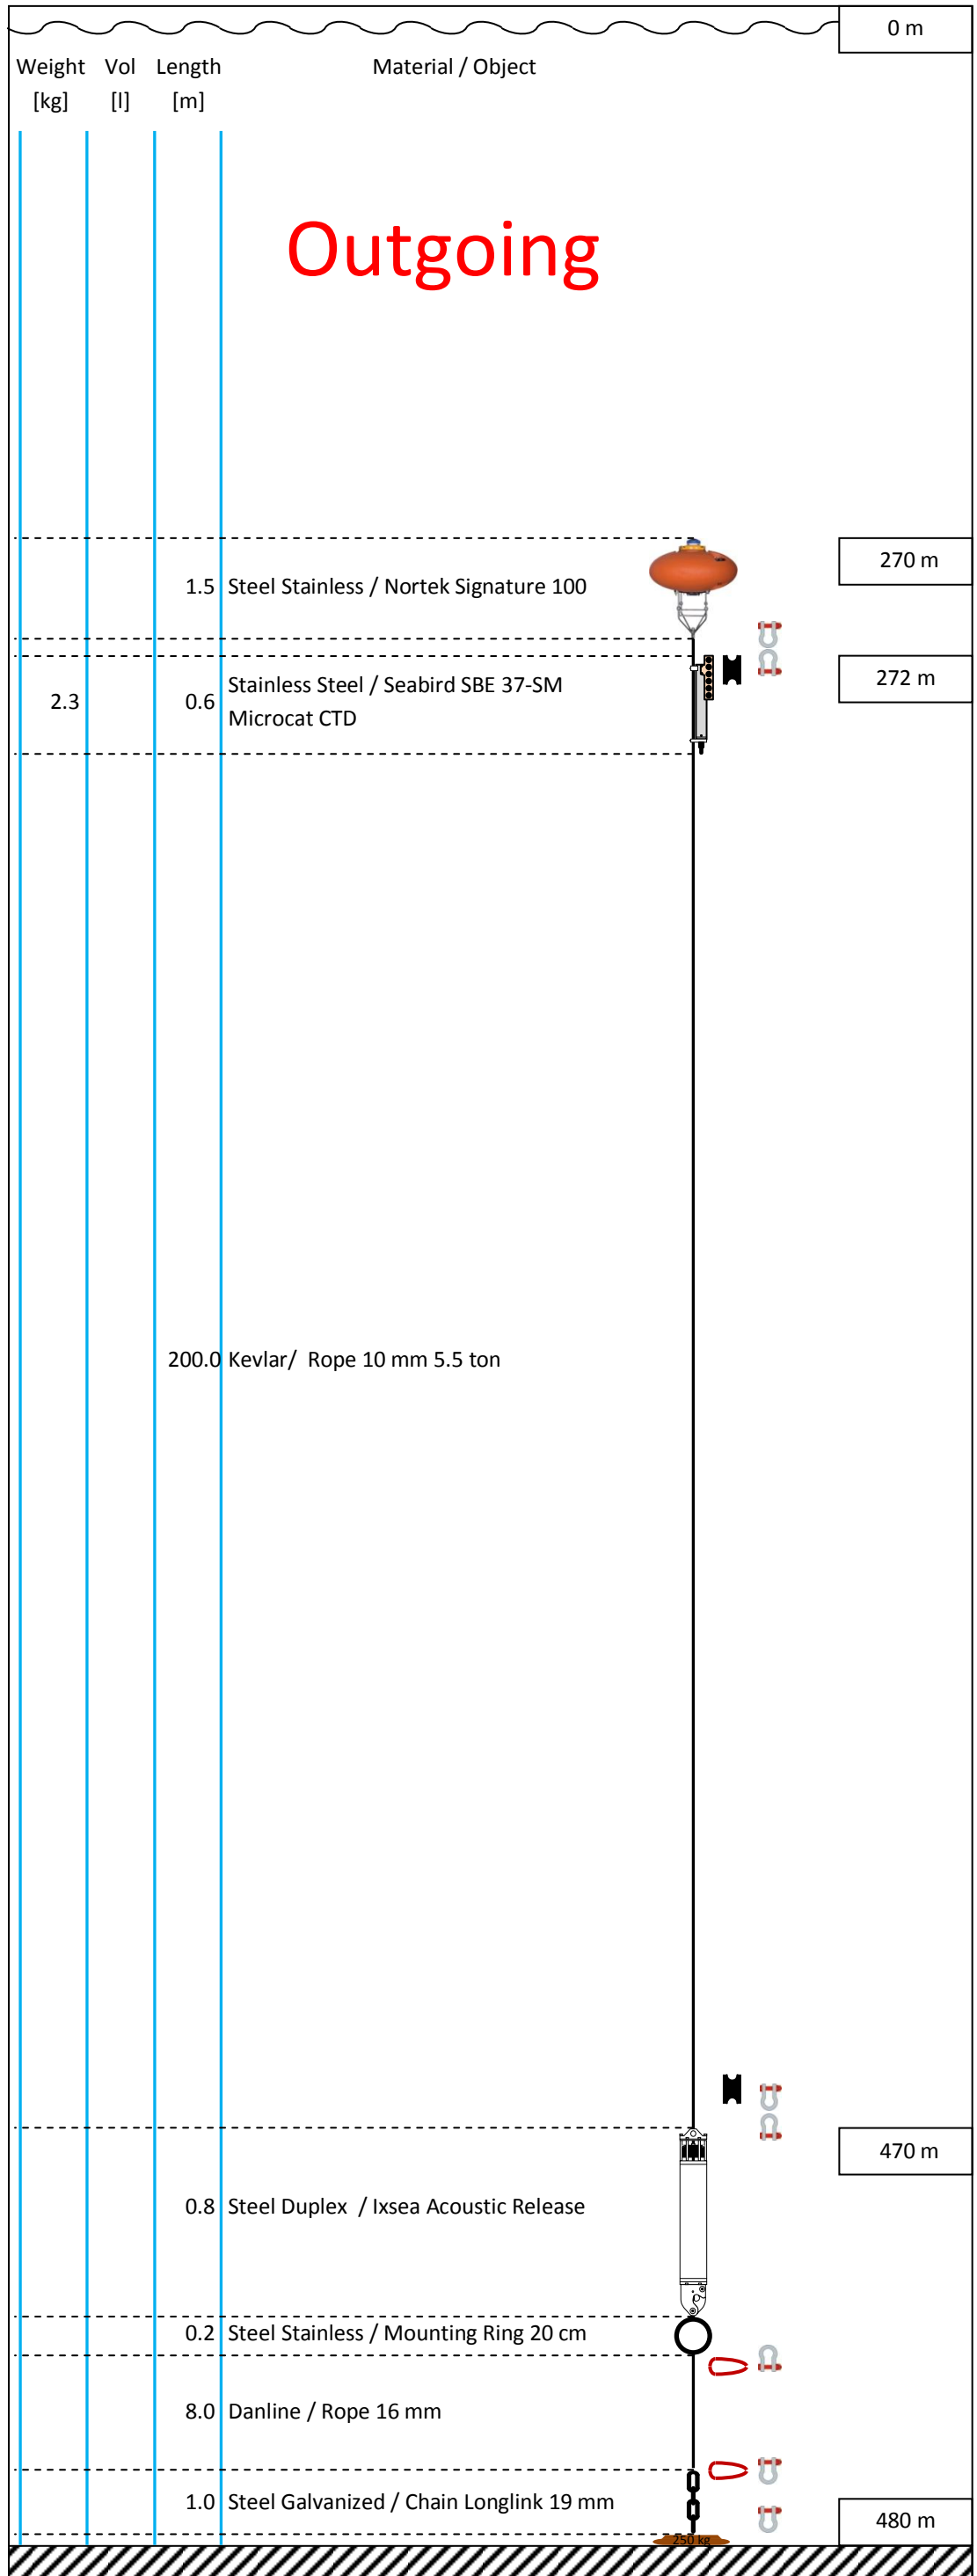 0 m
Weight Vol Length Material / Object
[kg] [l] [m]
Outgoing
270 m
1.5 Steel Stainless / Nortek Signature 100
272 m
2.3 0.6 Stainless Steel / Seabird SBE 37-SM
Microcat CTD
200.0 Kevlar/ Rope 10 mm 5.5 ton
470 m
0.8 Steel Duplex / Ixsea Acoustic Release
0.2 Steel Stainless / Mounting Ring 20 cm
8.0 Danline / Rope 16 mm
1.0 Steel Galvanized / Chain Longlink 19 mm
480 m
250 kg